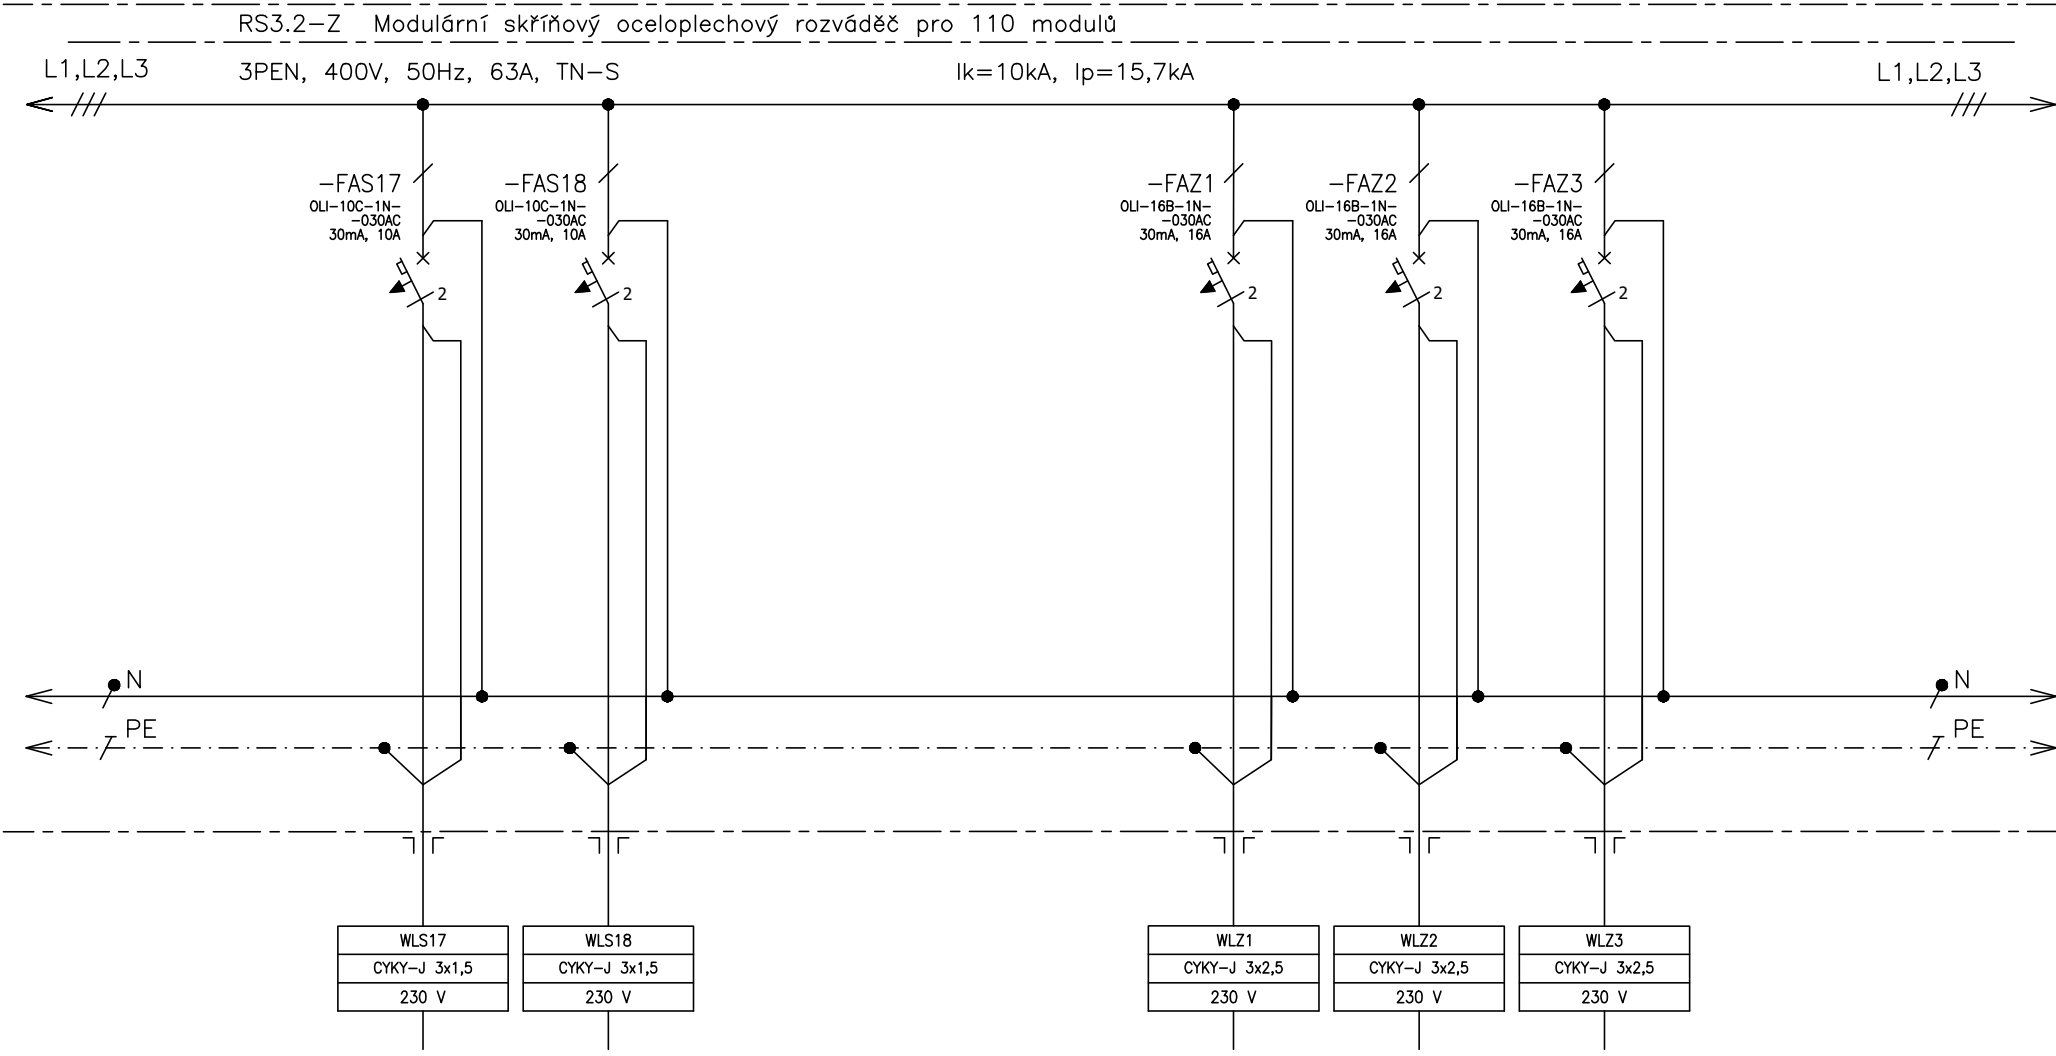 RS3.2-Z Modulární skříňový oceloplechový rozváděč pro 110 modulů
L1,L2,L3
3PEN, 400V, 50Hz, 63A, TN-S
Ik=10kA, Ip=15,7kA
L1,L2,L3
-FAS17
OLI-10C-1N-
-030AC
30mA, 10A
2
-FAS18
OLI-10C-1N-
-030AC
30mA, 10A
2
-FAZ1
OLI-16B-1N-
-030AC
30mA, 16A
2
-FAZ2
OLI-16B-1N-
-030AC
30mA, 16A
2
-FAZ3
OLI-16B-1N-
-030AC
30mA, 16A
2
N
N
PE
PE
WLS17
CYKY-J 3x1,5
230 V
WLS18
CYKY-J 3x1,5
230 V
WLZ1
CYKY-J 3x2,5
230 V
WLZ2
CYKY-J 3x2,5
230 V
WLZ3
CYKY-J 3x2,5
230 V